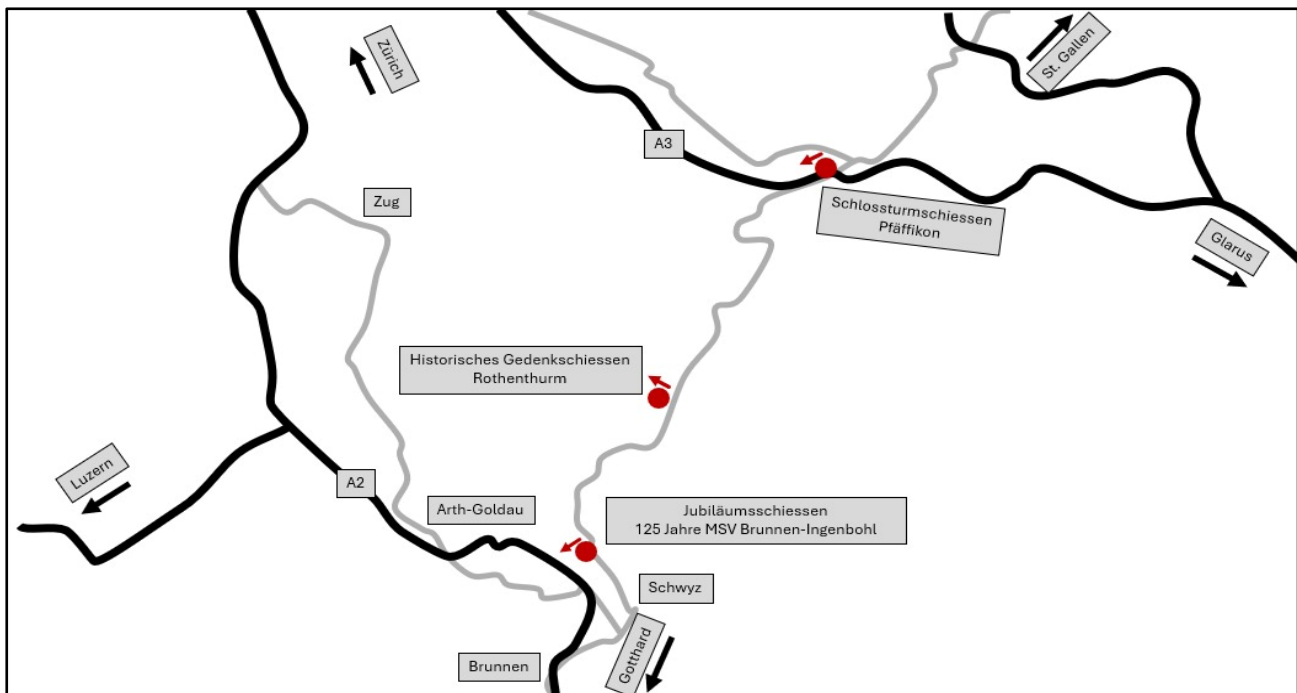 Zürich
St. Gallen
A3
Zug
Schlossturmschiessen
Pfäffikon
Glarus
Historisches Gedenkschiessen
Rothenthurm
Luzern
A2
Arth-Goldau
Jubiläumsschiessen
125 Jahre MSV Brunnen-Ingenbohl
Schwyz
Gotthard
Brunnen